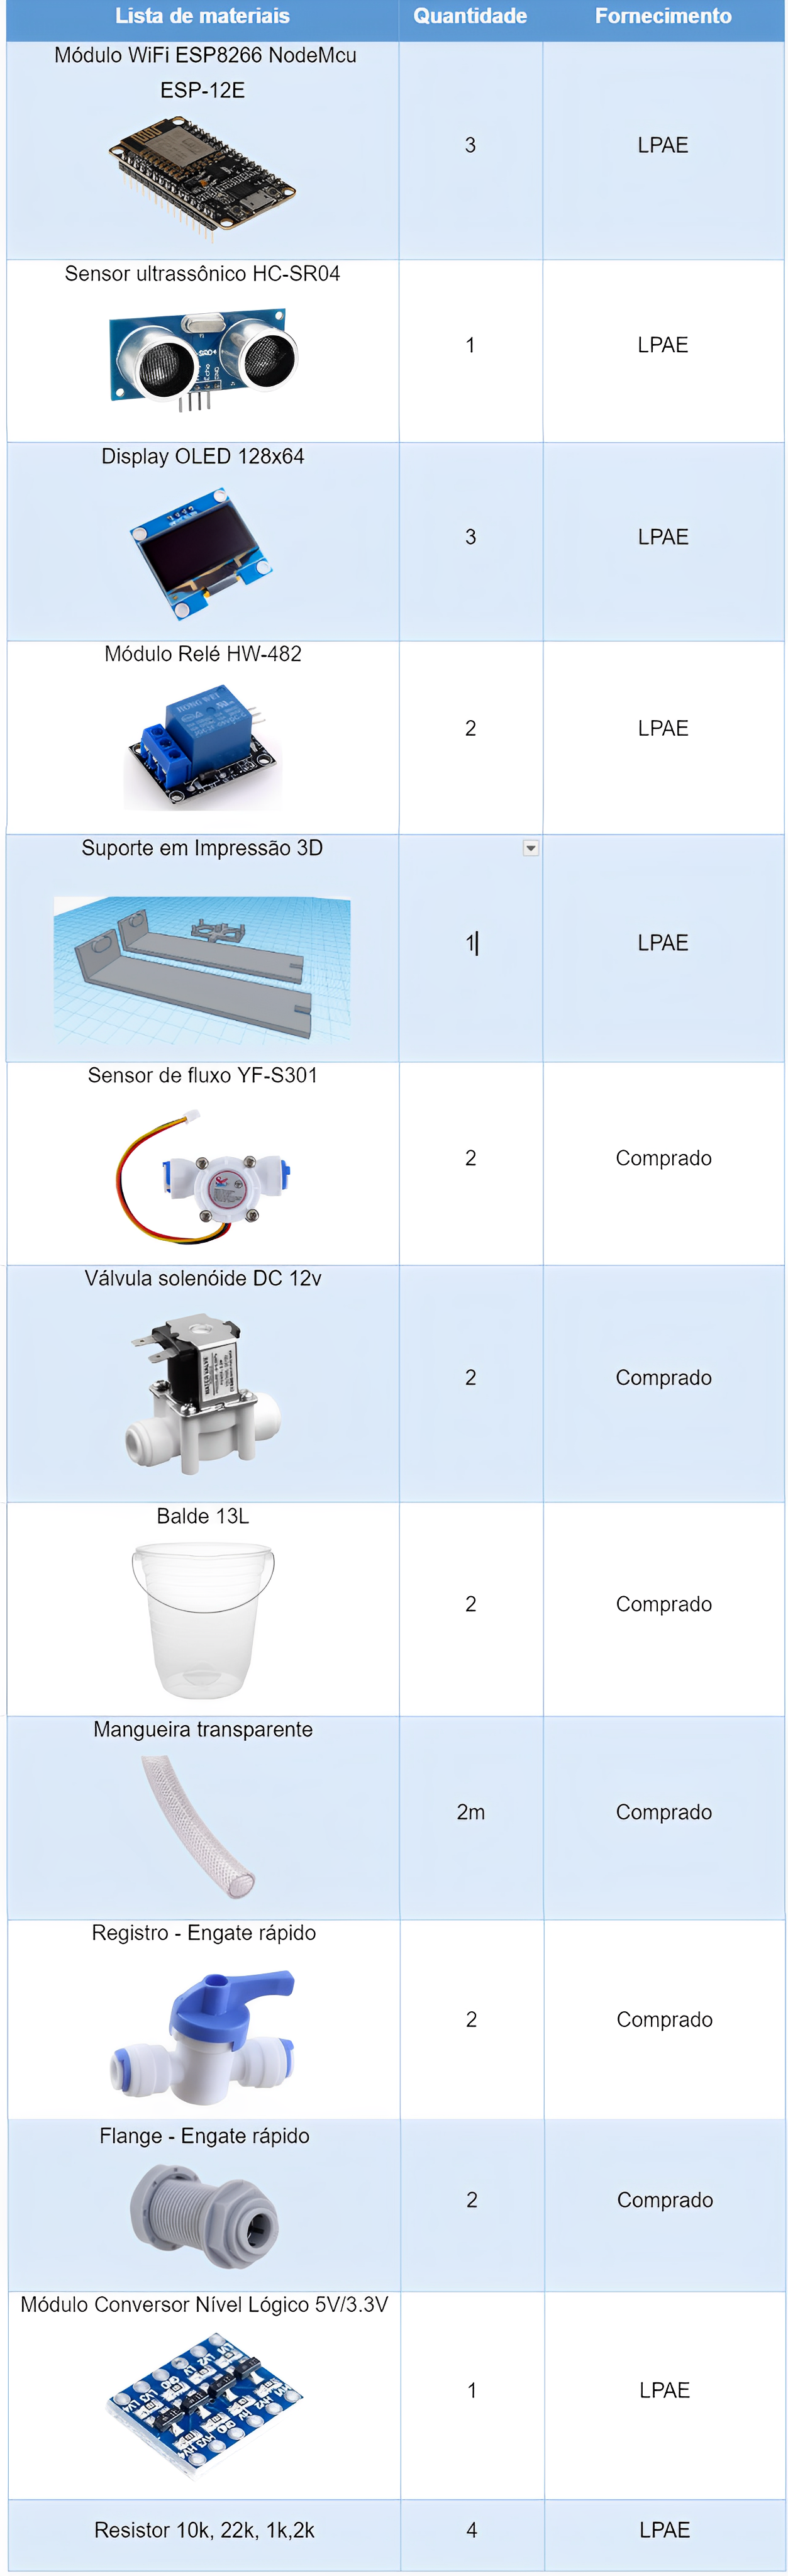 Lista de materiais Quantidade Fornecimento
Módulo WiFi ESP8266 NodeMcu
ESP-12E
3 LPAE
Sensor ultrassônico HC-SR04
1 LPAE
Display OLED 128x64
3 LPAE
Módulo Relé HW-482
2 LPAE
Suporte em Impressão 3D
1 LPAE
Sensor de fluxo YF-S301
2 Comprado
Válvula solenóide DC 12v
WATER VALVE
2 Comprado
Balde 13L
2 Comprado
Mangueira transparente
2m Comprado
Registro - Engate rápido
2 Comprado
Flange - Engate rápido
2 Comprado
Módulo Conversor Nível Lógico 5V/3.3V
1 LPAE
Resistor 10k, 22k, 1k,2k 4 LPAE